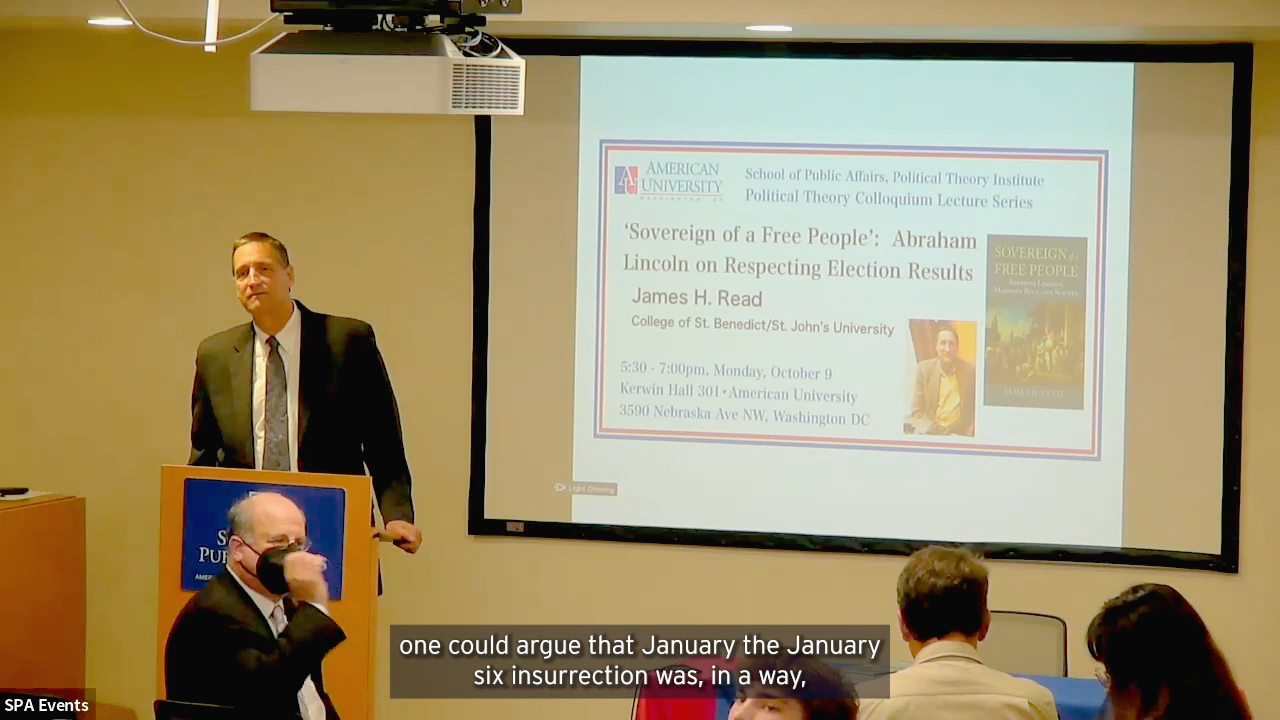 AMERICAN
UNIVERSITY
WASHINGTON, DC
School of Public Affairs, Political Theory Institute
Political Theory Colloquium Lecture Series
'Sovereign of a Free People': Abraham
Lincoln on Respecting Election Results
James H. Read
College of St. Benedict/St. John's University
5:30 - 7:00pm, Monday, October 9
Kerwin Hall 301 • American University
3590 Nebraska Ave NW, Washington DC
SOVEREIGN of a
FREE PEOPLE
JAMES H. READ
Light Dimming
one could argue that January the January
six insurrection was, in a way,
SPA Events